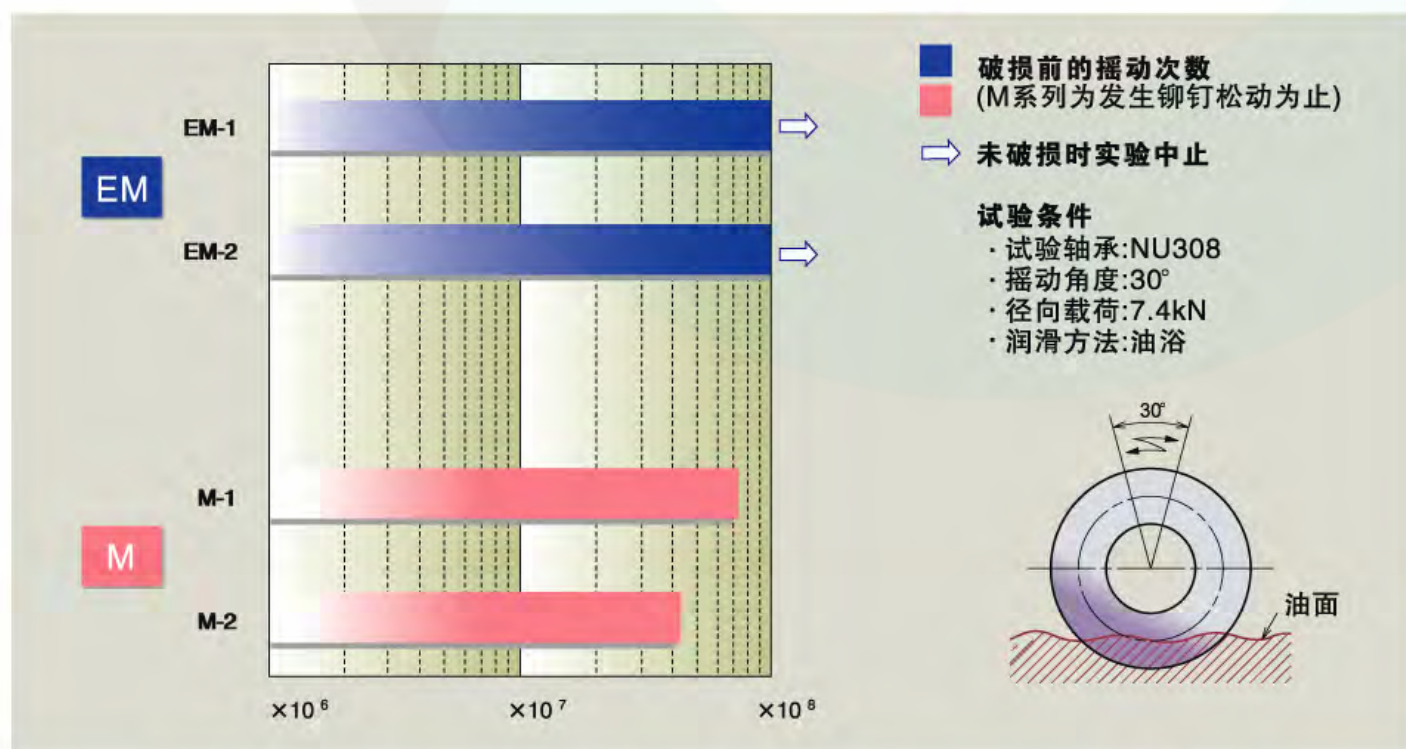 EM
EM-1
EM-2
M
M-1
M-2
×10⁶
×10⁷
×10⁸
破损前的摇动次数
(M系列为发生铆钉松动为止)
未破损时实验中止
试验条件
·试验轴承:NU308
·摇动角度:30°
·径向载荷:7.4kN
·润滑方法:油浴
30°
油面